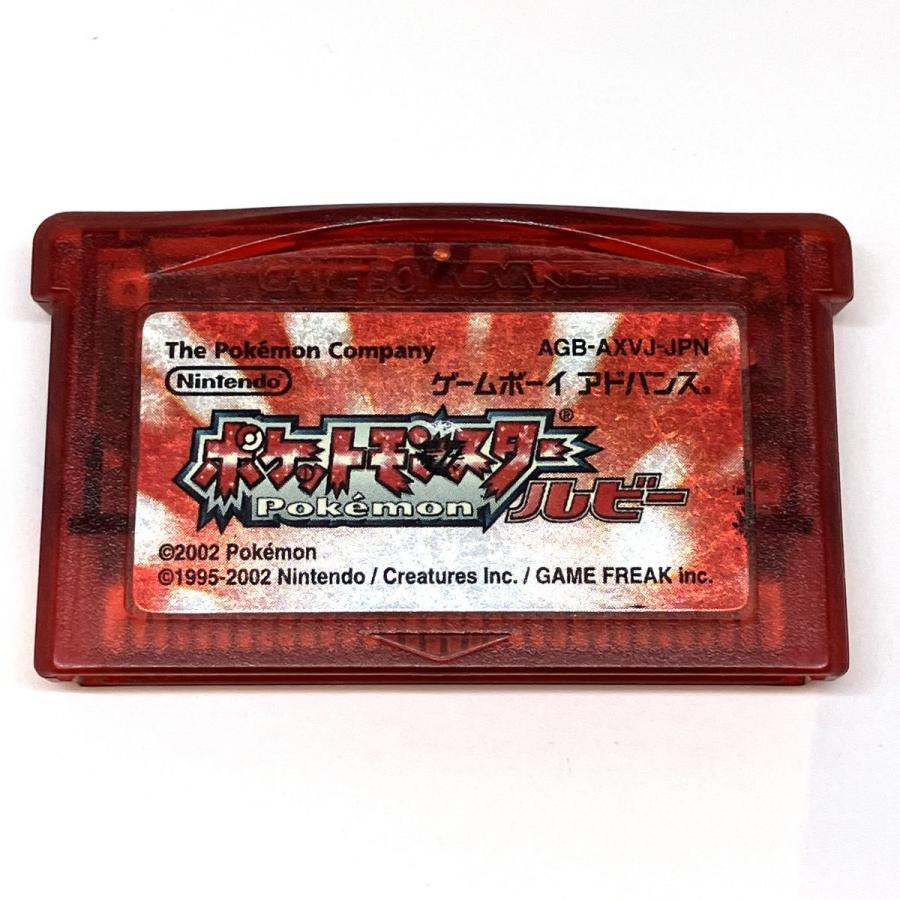 GAME BOY ADVANCE
The Pokémon Company
AGB-AXVJ-JPN
Nintendo
ゲームボーイ アドバンス®
ポケットモンスター®
Pokémon
ルビー
©2002 Pokémon
©1995-2002 Nintendo / Creatures Inc. / GAME FREAK inc.